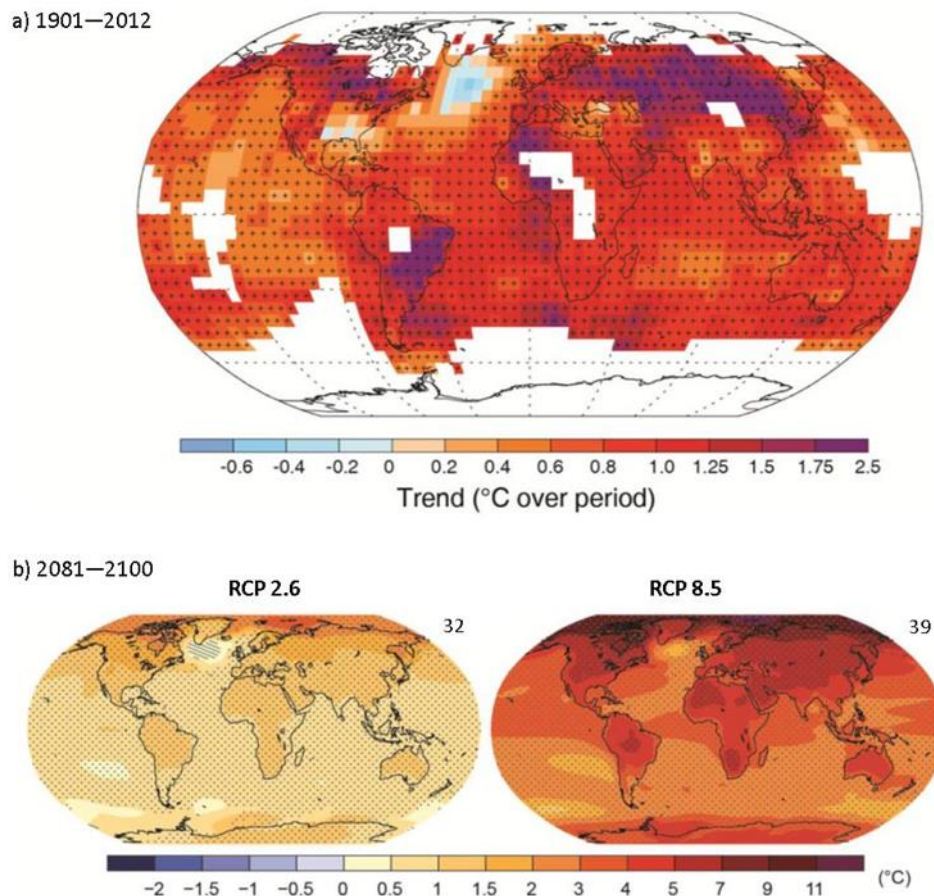 a) 1901—2012
-0.6 -0.4 -0.2 0 0.2 0.4 0.6 0.8 1.0 1.25 1.5 1.75 2.5
Trend (°C over period)
b) 2081—2100
RCP 2.6 RCP 8.5
32 39
−2 −1.5 −1 −0.5 0 0.5 1 1.5 2 3 4 5 7 9 11 (°C)